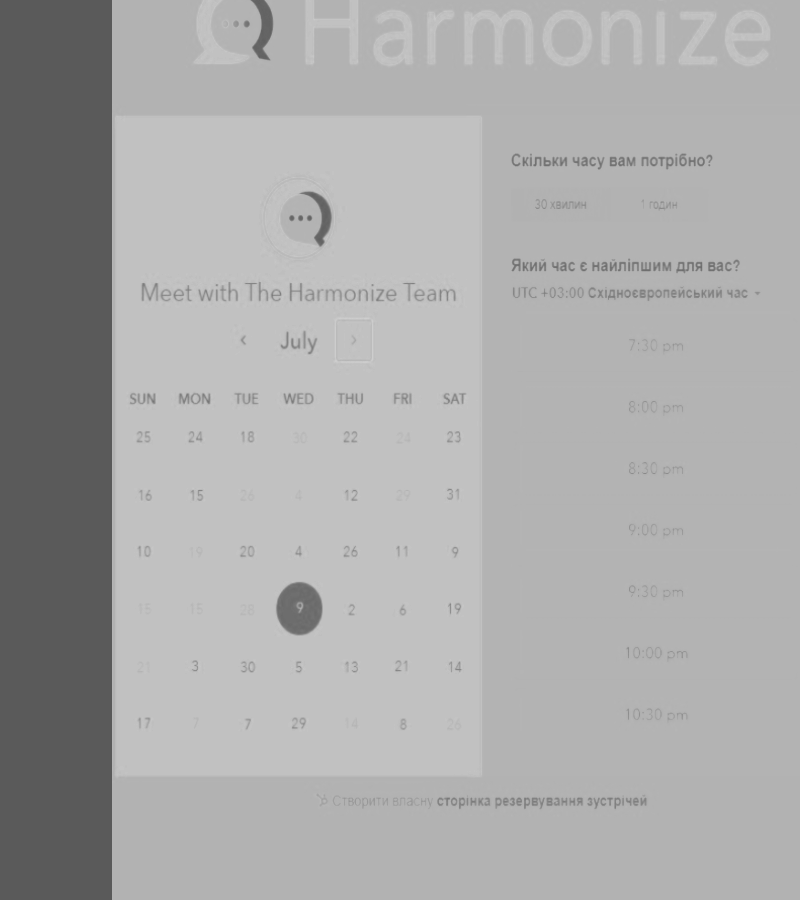 Harmonize
Meet with The Harmonize Team
July
SUN MON TUE WED THU FRI SAT
25 24 18 30 22 24 23
16 15 26 4 12 29 31
10 19 20 4 26 11 9
15 15 28 9 2 6 19
21 3 30 5 13 21 14
17 7 7 29 14 8 26
Скільки часу вам потрібно?
30 хвилин 1 годин
Який час є найліпшим для вас?
UTC +03:00 Східноєвропейський час
7:30 pm
8:00 pm
8:30 pm
9:00 pm
9:30 pm
10:00 pm
10:30 pm
Створити власну сторінка резервування зустрічей